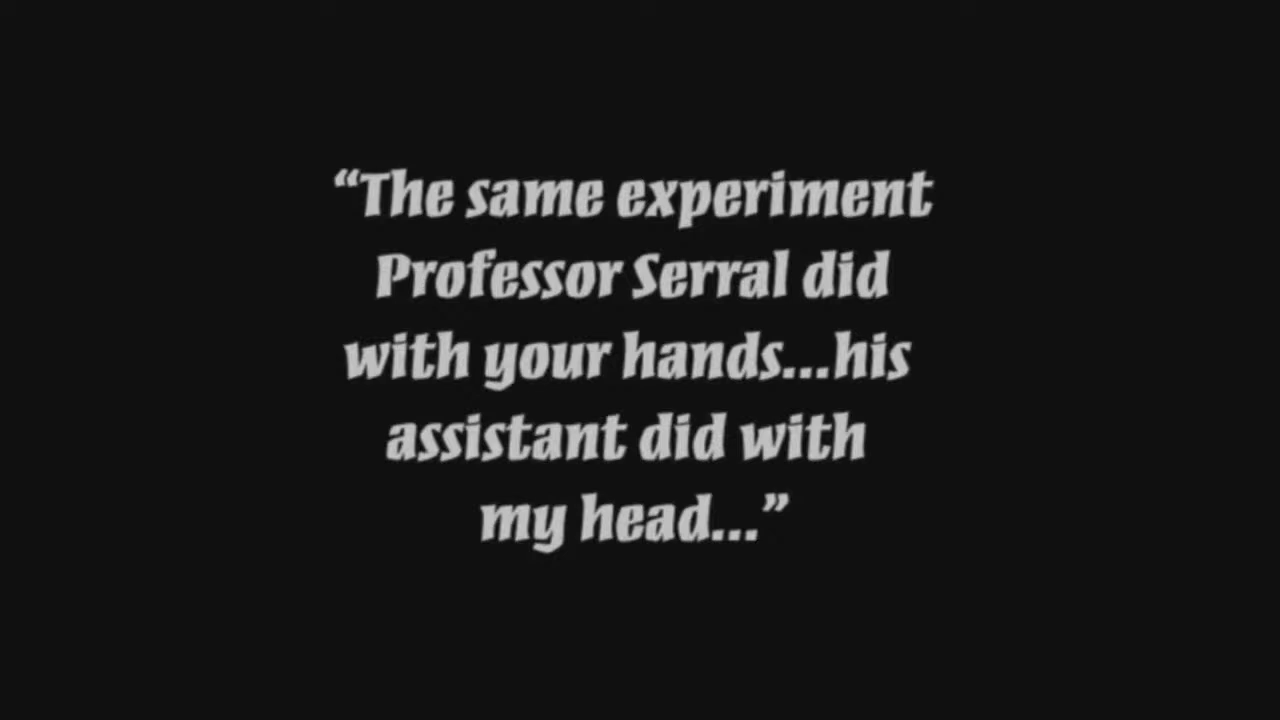 “The same experiment
Professor Serral did
with your hands...his
assistant did with
my head...”